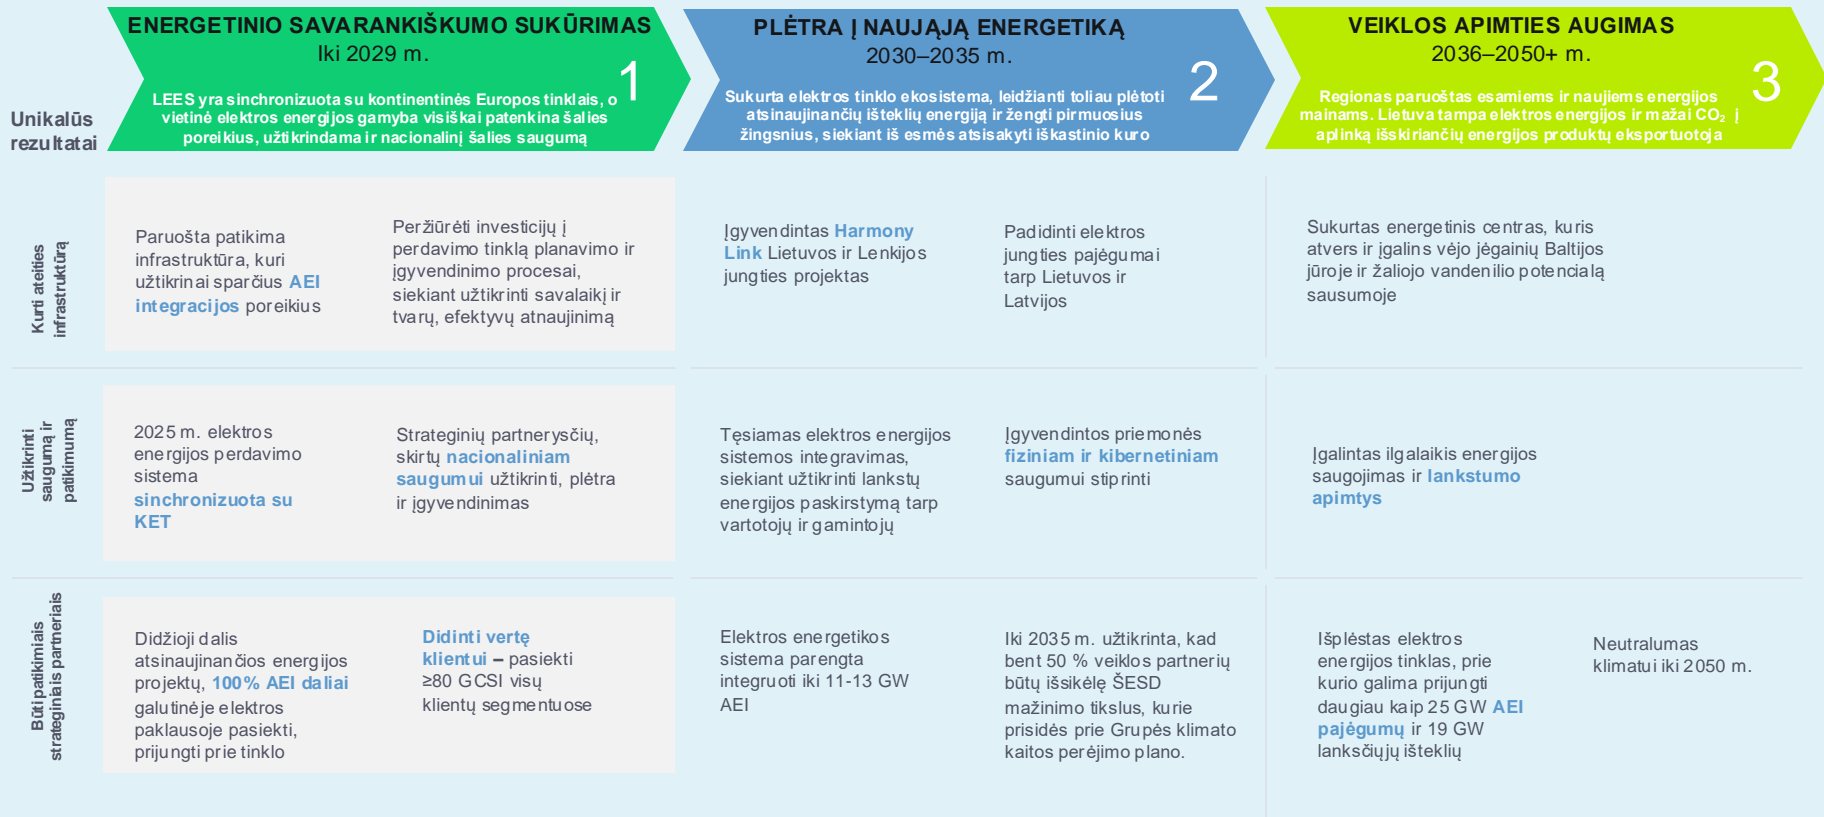 ENERGETINIO SAVARANKIŠKUMO SUKŪRIMAS
Iki 2029 m.
1
LEES yra sinchronizuota su kontinentinės Europos tinklais, o
vietinė elektros energijos gamyba visiškai patenkina šalies
poreikius, užtikrindama ir nacionalinį šalies saugumą
PLĖTRA Į NAUJĄJĄ ENERGETIKĄ
2030–2035 m.
2
Sukurta elektros tinklo ekosistema, leidžianti toliau plėtoti
atsinaujinančių išteklių energiją ir žengti pirmuosius
žingsnius, siekiant iš esmės atsisakyti iškastinio kuro
VEIKLOS APIMTIES AUGIMAS
2036–2050+ m.
3
Regionas paruoštas esamiems ir naujiems energijos
mainams. Lietuva tampa elektros energijos ir mažai CO₂ į
aplinką išskiriančių energijos produktų eksportuotoja
Unikalūs
rezultatai
Kurti ateities
infrastruktūrą
Paruošta patikima
infrastruktūra, kuri
užtikrinai sparčius AEI
integracijos poreikius
Peržiūrėti investicijų į
perdavimo tinklą planavimo ir
įgyvendinimo procesai,
siekiant užtikrinti savalaikį ir
tvarų, efektyvų atnaujinimą
Įgyvendintas Harmony
Link Lietuvos ir Lenkijos
jungties projektas
Padidinti elektros
jungties pajėgumai
tarp Lietuvos ir
Latvijos
Sukurtas energetinis centras, kuris
atvers ir įgalins vėjo jėgainių Baltijos
jūroje ir žaliojo vandenilio potencialą
sausumoje
Užtikrinti
saugumą ir
patikimumą
2025 m. elektros
energijos perdavimo
sistema
sinchronizuota su
KET
Strateginių partnerysčių,
skirtų nacionaliniam
saugumui užtikrinti, plėtra
ir įgyvendinimas
Tęsiamas elektros energijos
sistemos integravimas,
siekiant užtikrinti lankstų
energijos paskirstymą tarp
vartotojų ir gamintojų
Įgyvendintos priemonės
fiziniam ir kibernetiniam
saugumui stiprinti
Įgalintas ilgalaikis energijos
saugojimas ir lankstumo
apimtys
Būti patikimiais
strateginiais partneriais
Didžioji dalis
atsinaujinančios energijos
projektų, 100% AEI daliai
galutinėje elektros
paklausoje pasiekti,
prijungti prie tinklo
Didinti vertę
klientui – pasiekti
≥80 GCSI visų
klientų segmentuose
Elektros energetikos
sistema parengta
integruoti iki 11-13 GW
AEI
Iki 2035 m. užtikrinta, kad
bent 50 % veiklos partnerių
būtų išsikėlę ŠESD
mažinimo tikslus, kurie
prisidės prie Grupės klimato
kaitos perėjimo plano.
Išplėstas elektros
energijos tinklas, prie
kurio galima prijungti
daugiau kaip 25 GW AEI
pajėgumų ir 19 GW
lanksčiųjų išteklių
Neutralumas
klimatui iki 2050 m.